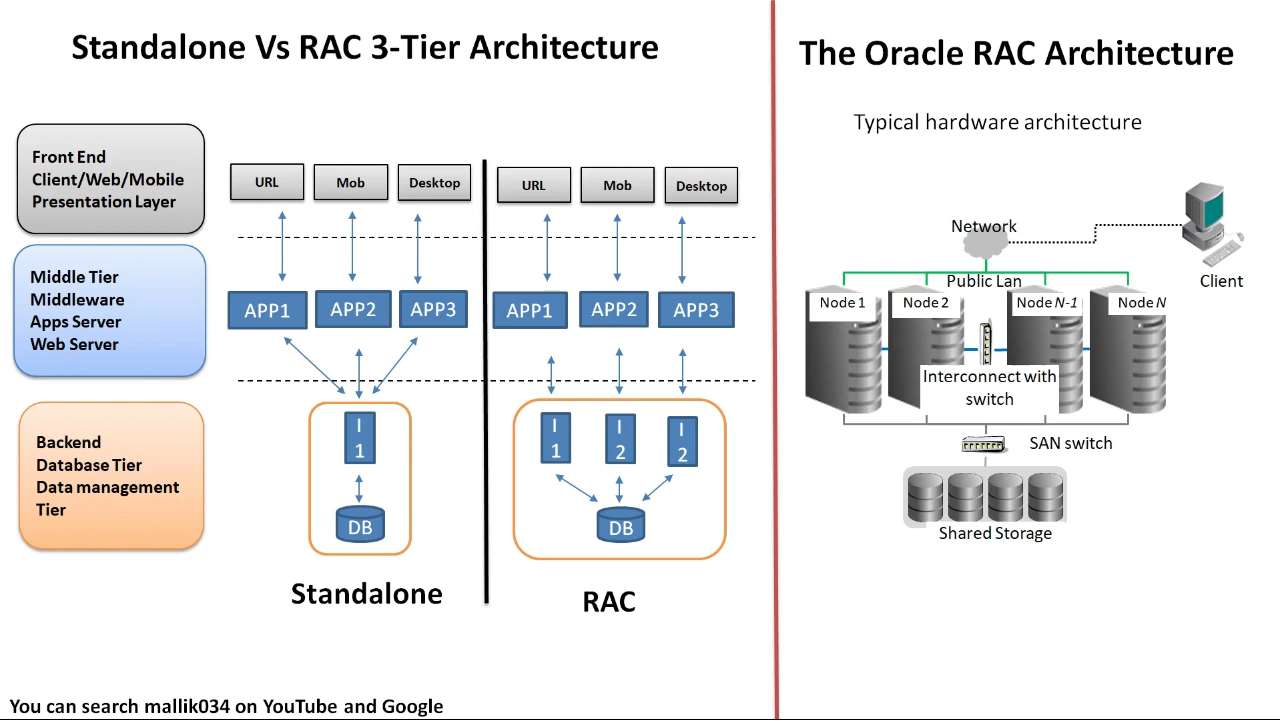 Standalone Vs RAC 3-Tier Architecture
Front End
Client/Web/Mobile
Presentation Layer
Middle Tier
Middleware
Apps Server
Web Server
Backend
Database Tier
Data management
Tier
URL
Mob
Desktop
APP1
APP2
APP3
I
1
DB
Standalone
URL
Mob
Desktop
APP1
APP2
APP3
I
1
I
2
I
2
DB
RAC
You can search mallik034 on YouTube and Google
The Oracle RAC Architecture
Typical hardware architecture
Network
Client
Public Lan
Node 1
Node 2
Node N-1
Node N
Interconnect with
switch
SAN switch
Shared Storage